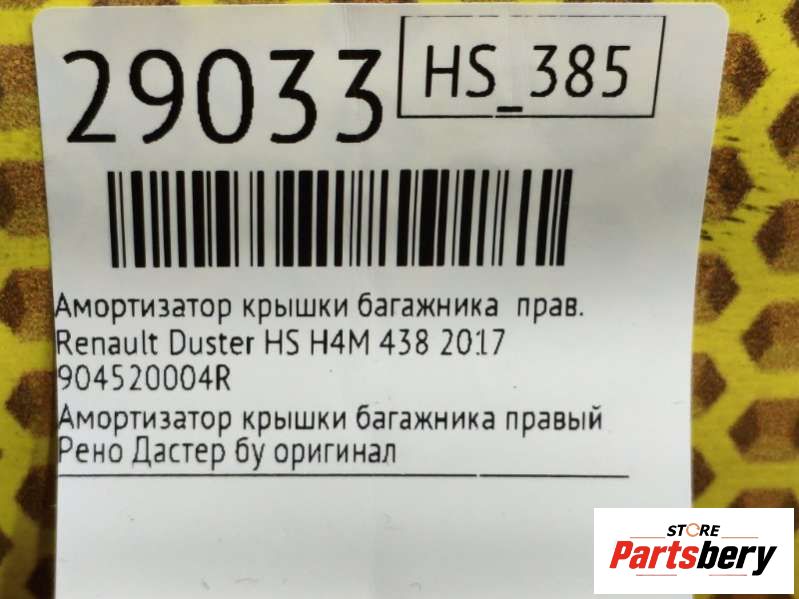 29033
HS_385
Амортизатор крышки багажника прав.
Renault Duster HS H4M 438 2017
904520004R
Амортизатор крышки багажника правый
Рено Дастер бу оригинал
STORE
Partsbery